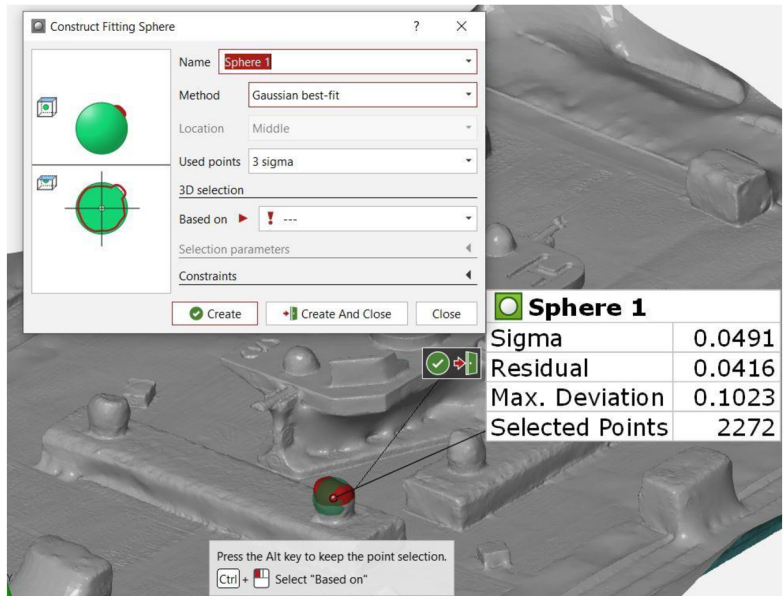 Construct Fitting Sphere ? ×
Name Sphere 1
Method Gaussian best-fit
Location Middle
Used points 3 sigma
3D selection
Based on ! ---
Selection parameters
Constraints
Create Create And Close Close
Sphere 1
Sigma 0.0491
Residual 0.0416
Max. Deviation 0.1023
Selected Points 2272
Press the Alt key to keep the point selection.
Ctrl + Select "Based on"
Y